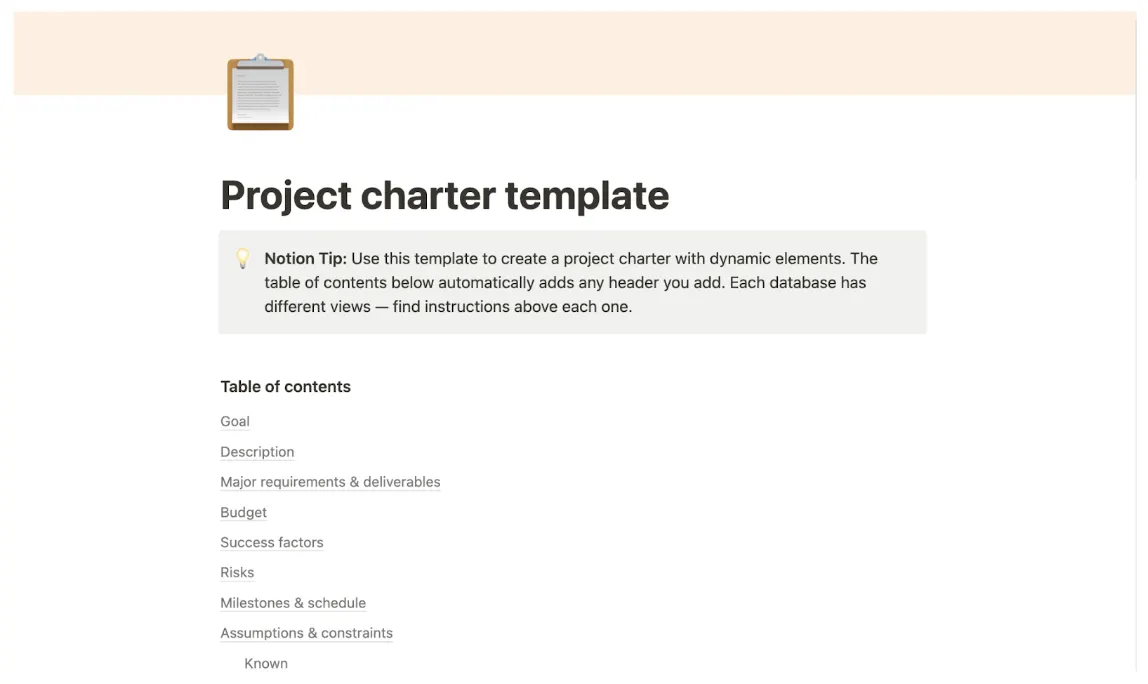 Project charter template
Notion Tip: Use this template to create a project charter with dynamic elements. The
table of contents below automatically adds any header you add. Each database has
different views — find instructions above each one.
Table of contents
Goal
Description
Major requirements & deliverables
Budget
Success factors
Risks
Milestones & schedule
Assumptions & constraints
Known